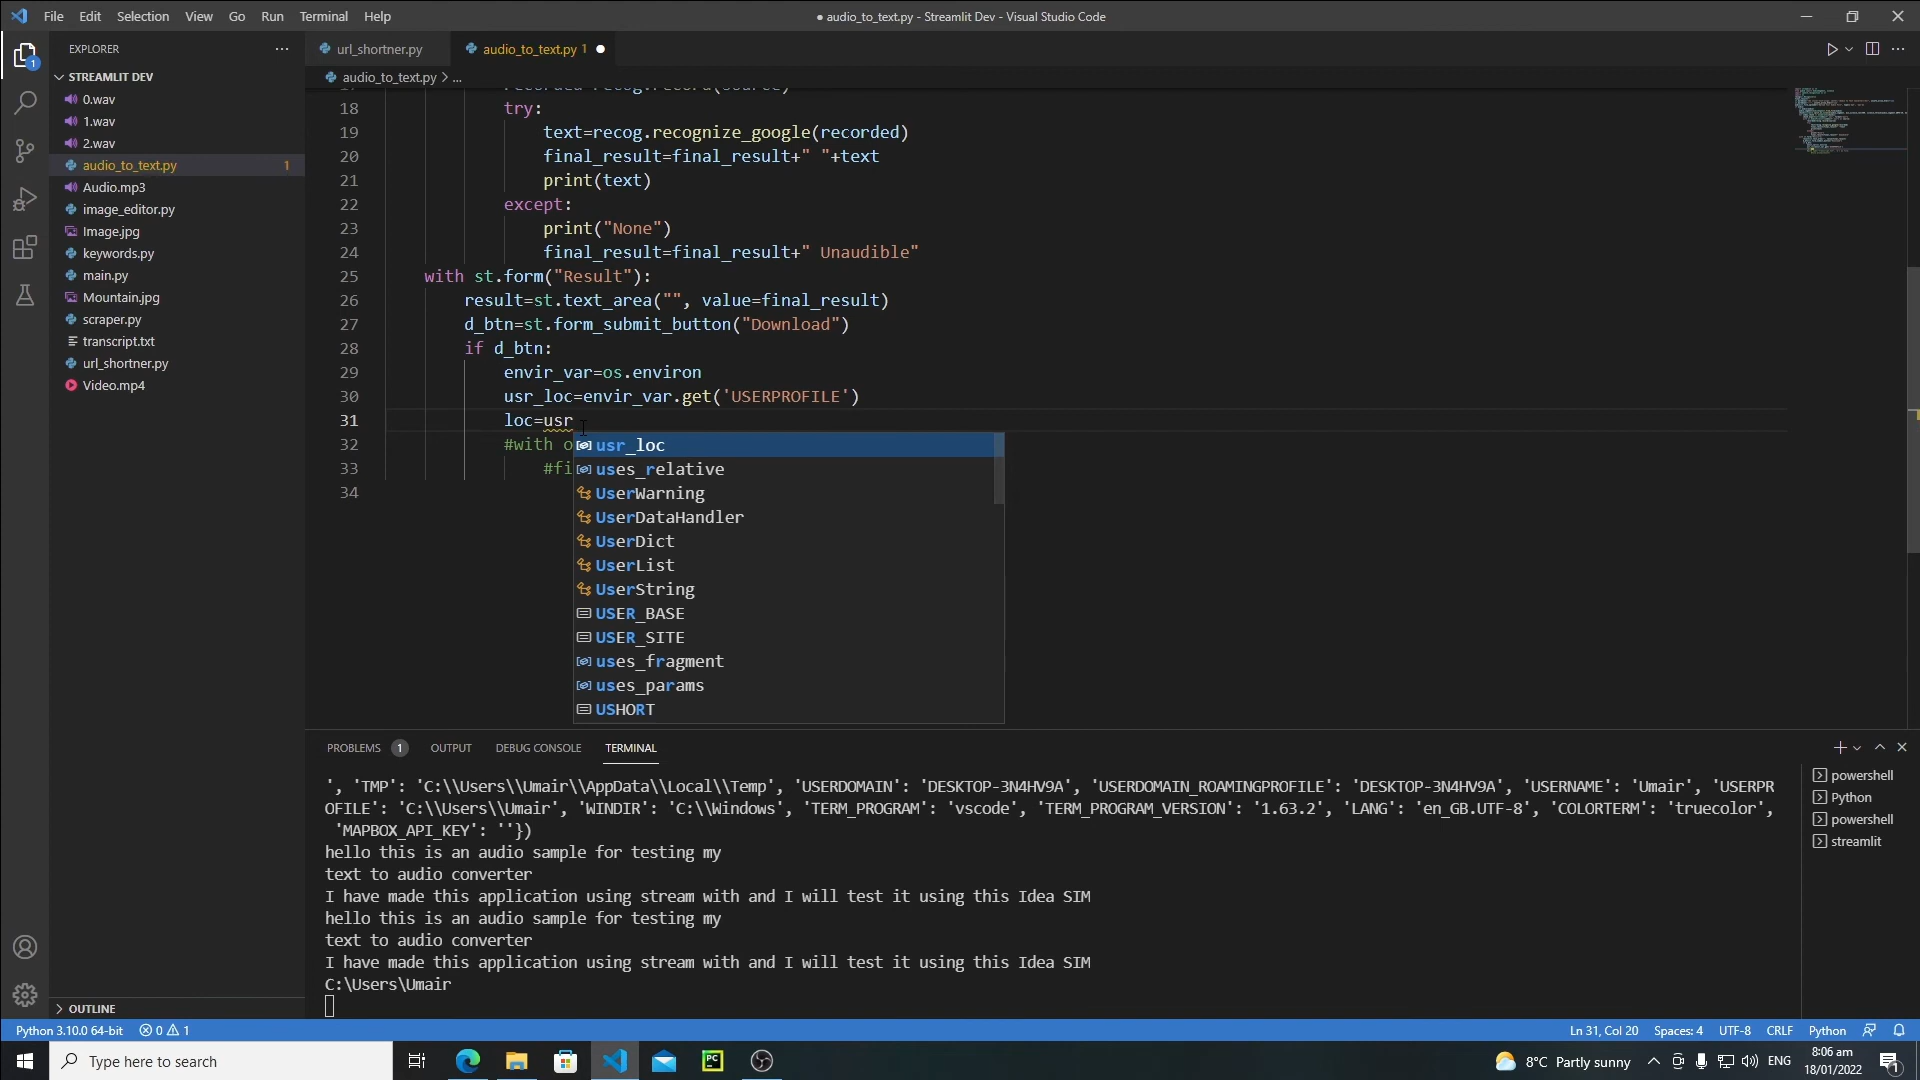 File Edit Selection View Go Run Terminal Help
● audio_to_text.py - Streamlit Dev - Visual Studio Code
EXPLORER
STREAMLIT DEV
0.wav
1.wav
2.wav
audio_to_text.py 1
Audio.mp3
image_editor.py
Image.jpg
keywords.py
main.py
Mountain.jpg
scraper.py
transcript.txt
url_shortner.py
Video.mp4
OUTLINE
url_shortner.py
audio_to_text.py 1
audio_to_text.py > ...
18 try:
19 text=recog.recognize_google(recorded)
20 final_result=final_result+" "+text
21 print(text)
22 except:
23 print("None")
24 final_result=final_result+" Unaudible"
25 with st.form("Result"):
26 result=st.text_area("", value=final_result)
27 d_btn=st.form_submit_button("Download")
28 if d_btn:
29 envir_var=os.environ
30 usr_loc=envir_var.get('USERPROFILE')
31 loc=usr
32 #with o
33 #fi
34
usr_loc
uses_relative
UserWarning
UserDataHandler
UserDict
UserList
UserString
USER_BASE
USER_SITE
uses_fragment
uses_params
USHORT
PROBLEMS 1 OUTPUT DEBUG CONSOLE TERMINAL
', 'TMP': 'C:\\Users\\Umair\\AppData\\Local\\Temp', 'USERDOMAIN': 'DESKTOP-3N4HV9A', 'USERDOMAIN_ROAMINGPROFILE': 'DESKTOP-3N4HV9A', 'USERNAME': 'Umair', 'USERPR
OFILE': 'C:\\Users\\Umair', 'WINDIR': 'C:\\Windows', 'TERM_PROGRAM': 'vscode', 'TERM_PROGRAM_VERSION': '1.63.2', 'LANG': 'en_GB.UTF-8', 'COLORTERM': 'truecolor',
'MAPBOX_API_KEY': ''})
hello this is an audio sample for testing my
text to audio converter
I have made this application using stream with and I will test it using this Idea SIM
hello this is an audio sample for testing my
text to audio converter
I have made this application using stream with and I will test it using this Idea SIM
C:\Users\Umair
powershell
Python
powershell
streamlit
Python 3.10.0 64-bit 0 1
Ln 31, Col 20 Spaces: 4 UTF-8 CRLF Python
Type here to search
8°C Partly sunny
ENG
8:06 am
18/01/2022
1